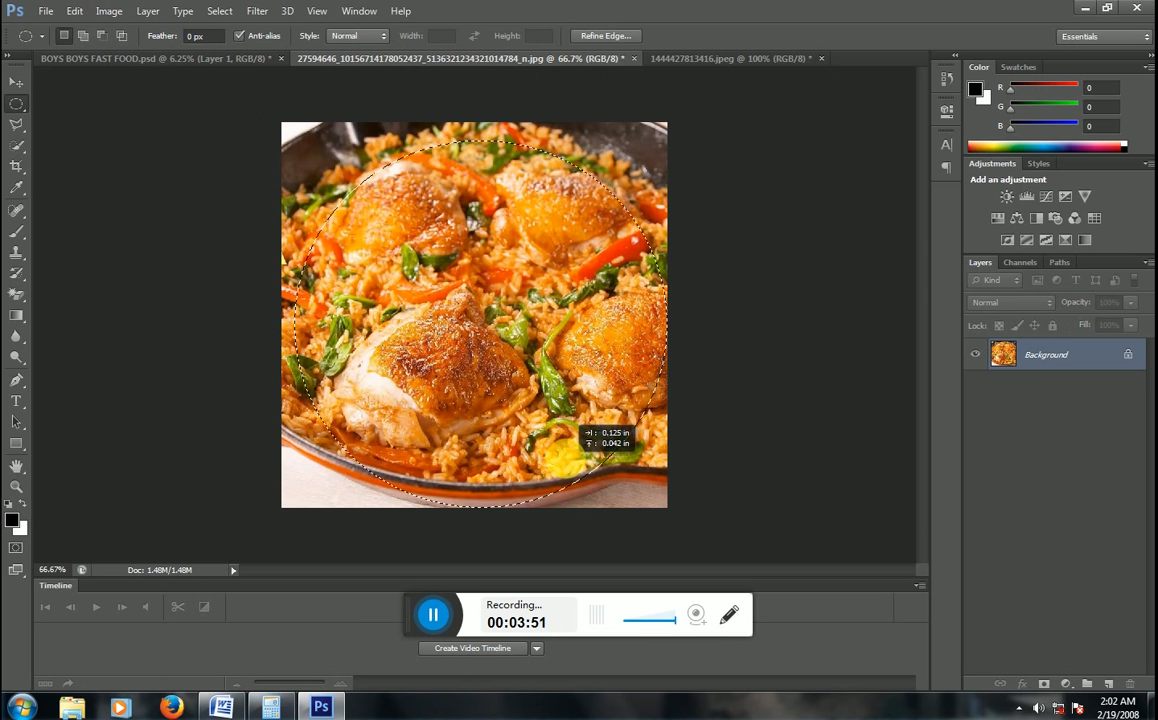 Ps File Edit Image Layer Type Select Filter 3D View Window Help
Feather: 0 px Anti-alias Style: Normal Width: Height: Refine Edge... Essentials
BOYS BOYS FAST FOOD.psd @ 6.25% (Layer 1, RGB/8) * × 27594646_10156714178052437_5136321234321014784_n.jpg @ 66.7% (RGB/8) * × 1444427813416.jpeg @ 100% (RGB/8) * ×
Color Swatches
R 0
G 0
B 0
Adjustments Styles
Add an adjustment
Layers Channels Paths
Kind
Normal Opacity: 100%
Lock: Fill: 100%
Background
: 0.125 in
: 0.042 in
66.67% Doc: 1.48M/1.48M
Timeline
Recording...
00:03:51
Create Video Timeline
2:02 AM
2/19/2008